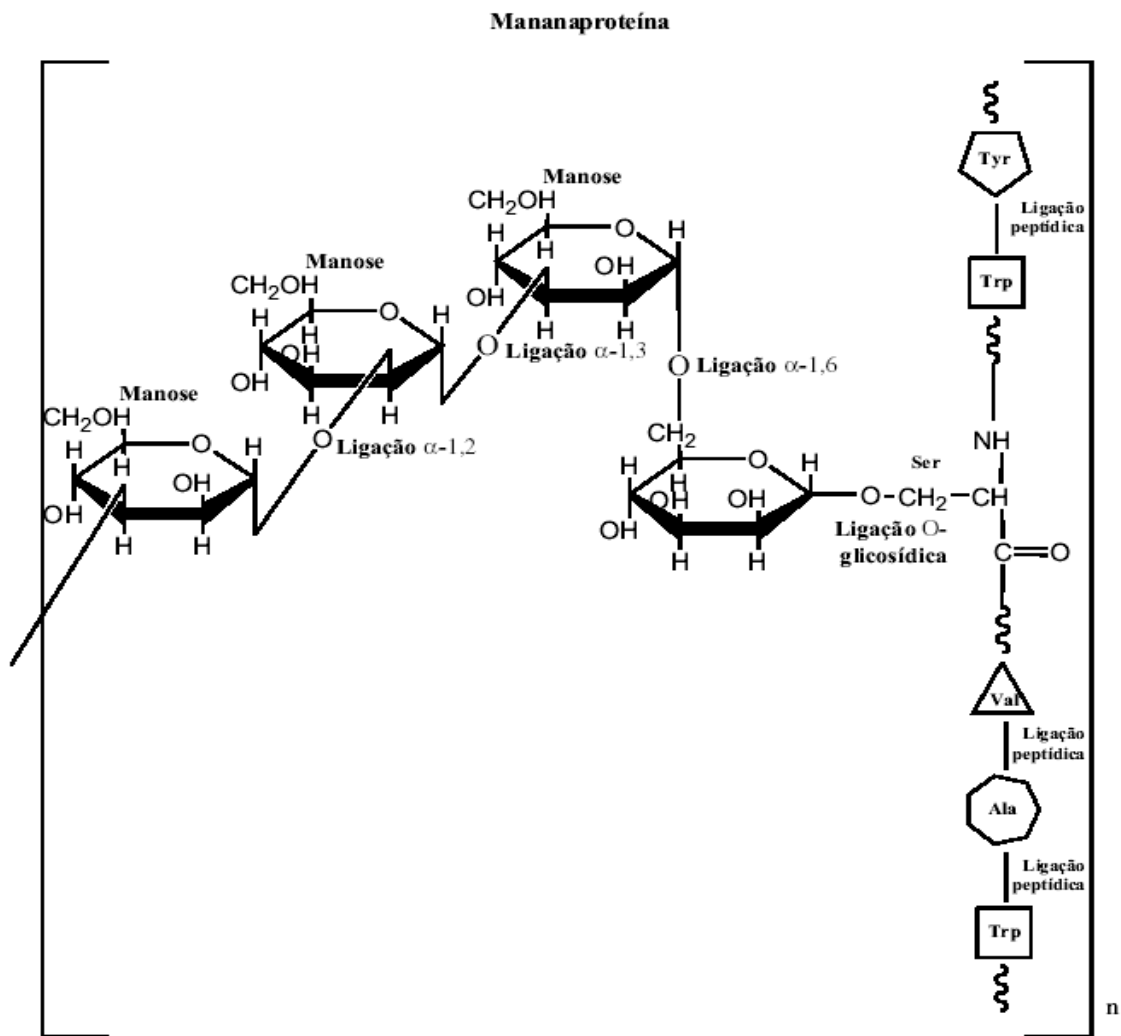 Mananaproteína
Tyr
Ligação
peptídica
Trp
Manose
CH2OH
H
H
H
O
H
OH
OH
H
H
O
Ligação α-1,3
Manose
CH2OH
H
H
H
O
H
OH
OH
H
H
O
Ligação α-1,2
Manose
CH2OH
H
H
H
O
H
OH
OH
H
H
O
Ligação α-1,6
CH2
H
H
H
O
H
OH
OH
OH
H
H
O-CH2-CH
Ser
Ligação O-
glicosídica
NH
C=O
Val
Ligação
peptídica
Ala
Ligação
peptídica
Trp
n